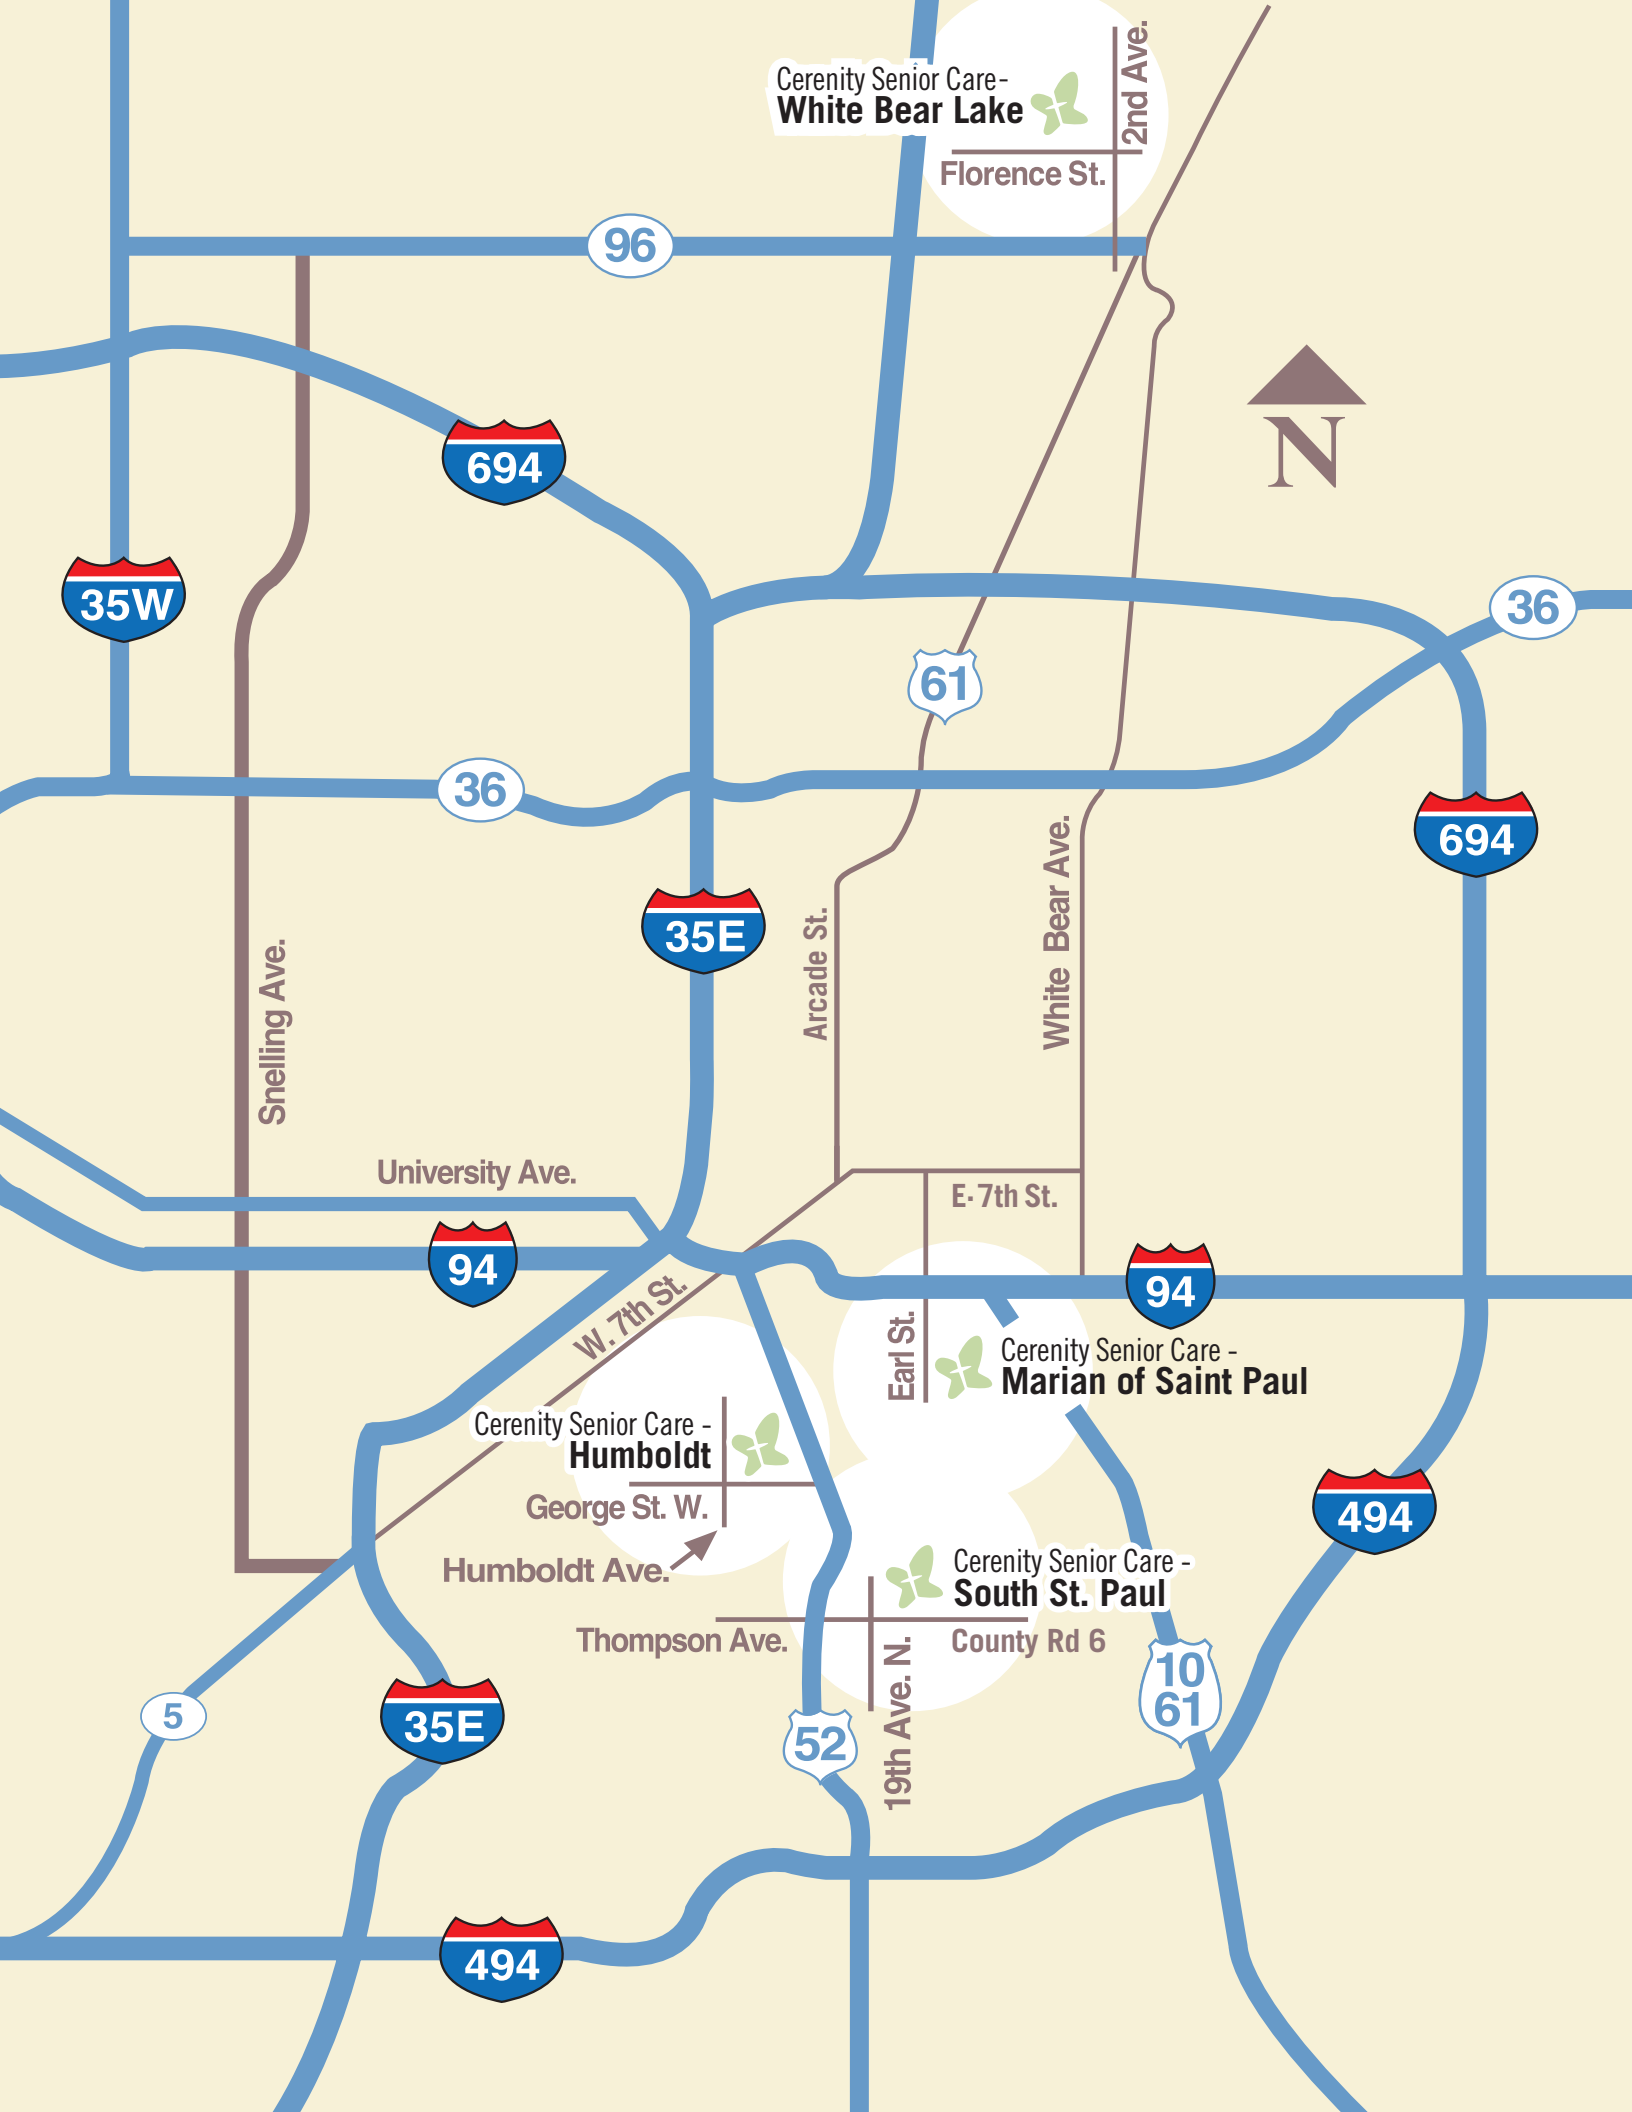 2nd Ave.
Cerenity Senior Care-
White Bear Lake
Florence St.
96
N
694
35W
36
61
36
694
35E
Arcade St.
White Bear Ave.
Snelling Ave.
University Ave.
E. 7th St.
94
94
W. 7th St.
Earl St.
Cerenity Senior Care -
Marian of Saint Paul
Cerenity Senior Care -
Humboldt
George St. W.
494
Humboldt Ave.
Cerenity Senior Care -
South St. Paul
Thompson Ave.
County Rd 6
19th Ave. N.
10
61
5
35E
52
494